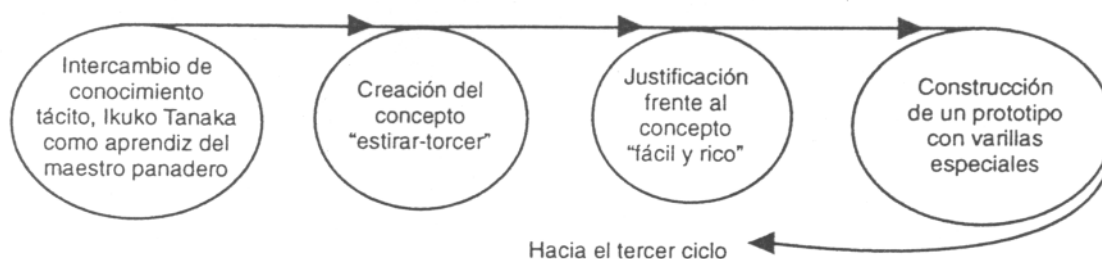 Intercambio de
conocimiento
tácito, Ikuko Tanaka
como aprendiz del
maestro panadero
Creación del
concepto
“estirar-torcer”
Justificación
frente al
concepto
“fácil y rico”
Construcción
de un prototipo
con varillas
especiales
Hacia el tercer ciclo